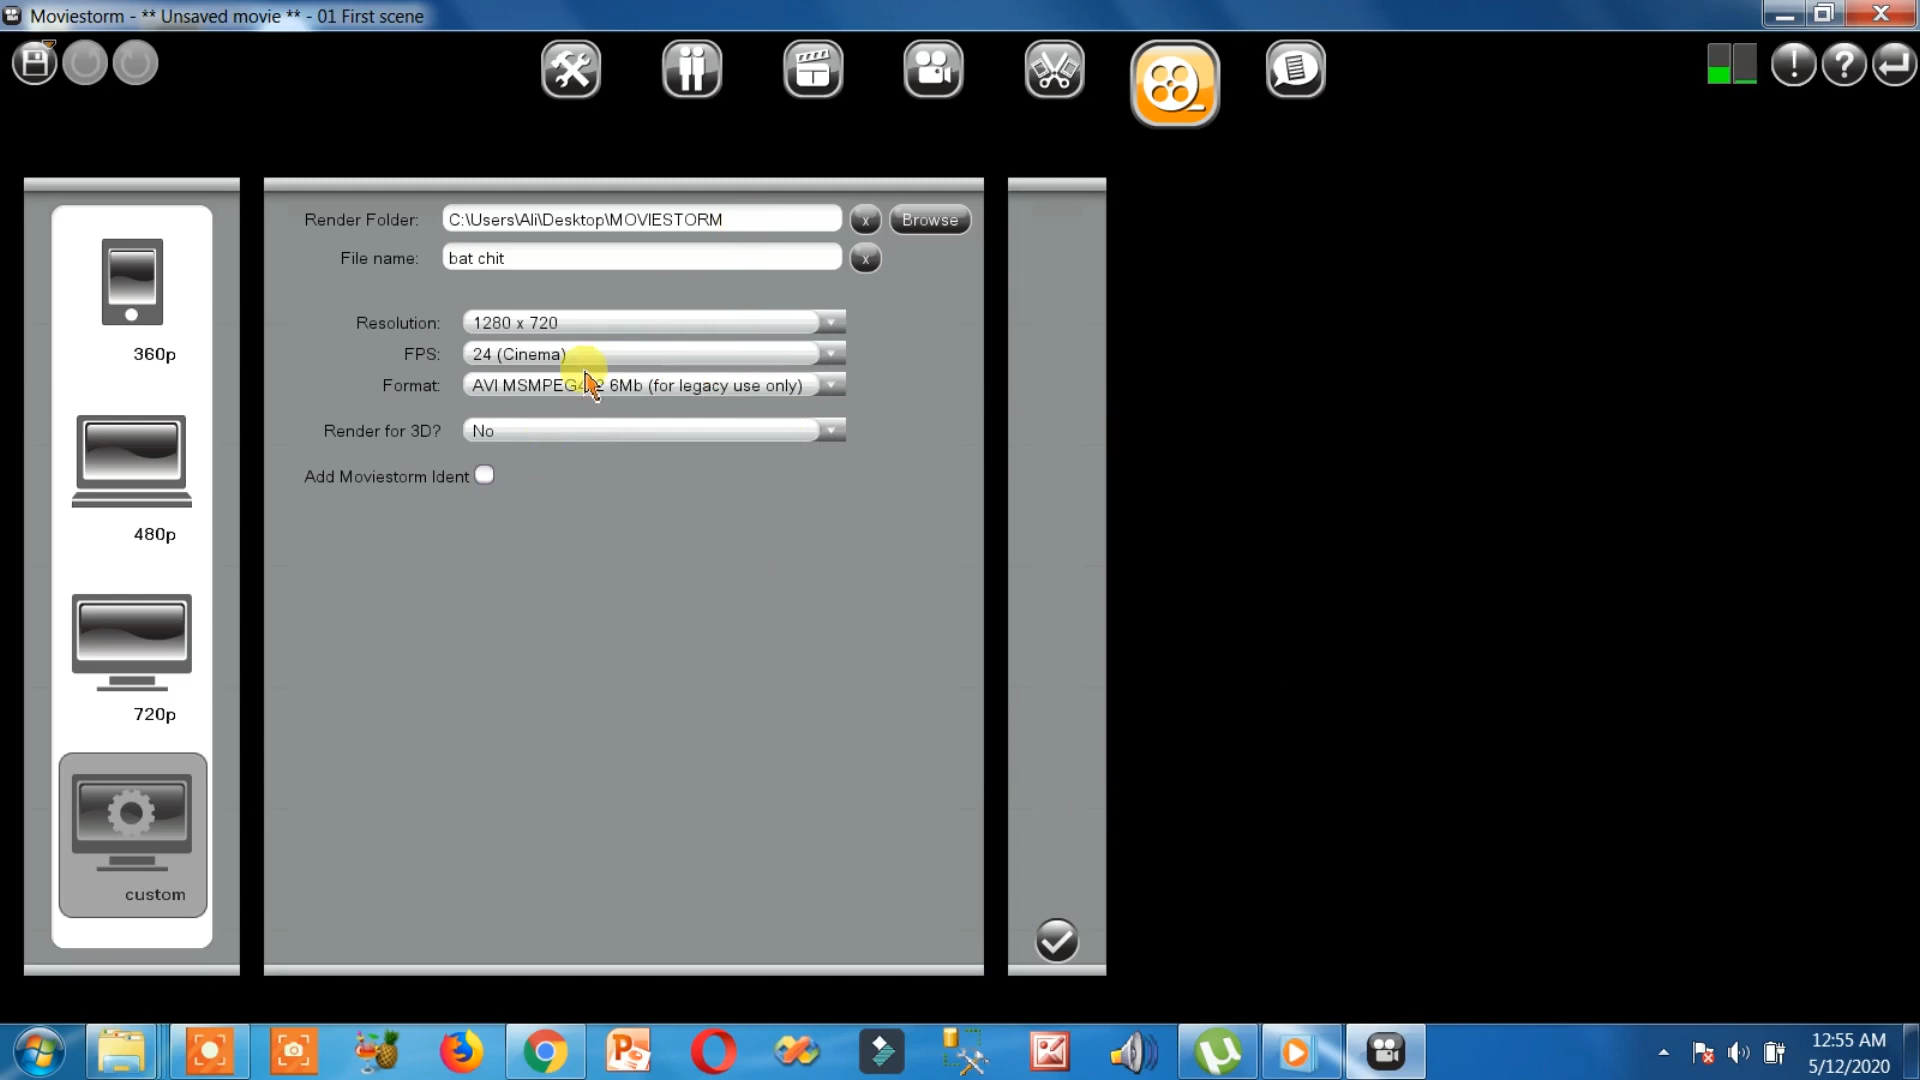 Moviestorm - ** Unsaved movie ** - 01 First scene
Render Folder: C:\Users\Ali\Desktop\MOVIESTORM x Browse
File name: bat chit x
360p
Resolution: 1280 x 720
FPS: 24 (Cinema)
Format: AVI MSMPEG4 6Mb (for legacy use only)
Render for 3D? No
Add Moviestorm Ident
480p
720p
custom
12:55 AM
5/12/2020